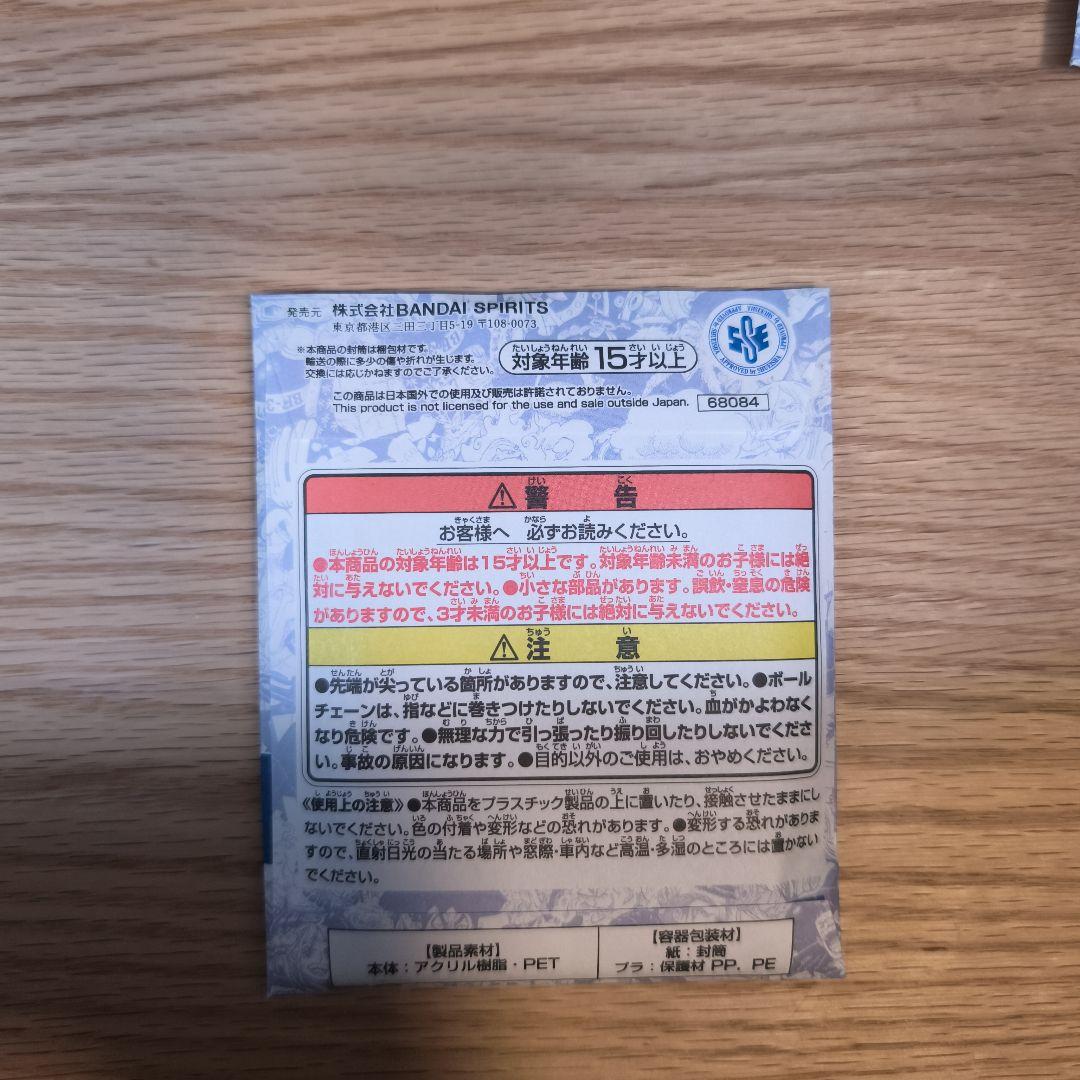 発売元 株式会社BANDAI SPIRITS
東京都港区三田三丁目5-19 〒108-0073
※本商品の封筒は梱包材です。
輸送の際に多少の傷や折れが生じます。
交換には応じかねますのでご了承ください。
対象年齢 15才以上
この商品は日本国外での使用及び販売は許諾されておりません。
This product is not licensed for the use and sale outside Japan. 68084
⚠警告
お客様へ 必ずお読みください。
●本商品の対象年齢は15才以上です。対象年齢未満のお子様には絶
対に与えないでください。●小さな部品があります。誤飲・窒息の危険
がありますので、3才未満のお子様には絶対に与えないでください。
⚠注意
●先端が尖っている箇所がありますので、注意してください。●ボール
チェーンは、指などに巻きつけたりしないでください。血がかよわなく
なり危険です。●無理な力で引っ張ったり振り回したりしないでくださ
い。事故の原因になります。●目的以外のご使用は、おやめください。
《使用上の注意》●本商品をプラスチック製品の上に置いたり、接触させたままにし
ないでください。色の付着や変形などの恐れがあります。●変形する恐れがありま
すので、直射日光の当たる場所や窓際・車内など高温・多湿のところには置かない
でください。
【製品素材】
本体：アクリル樹脂・PET
【容器包装材】
紙：封筒
プラ：保護材 PP，PE